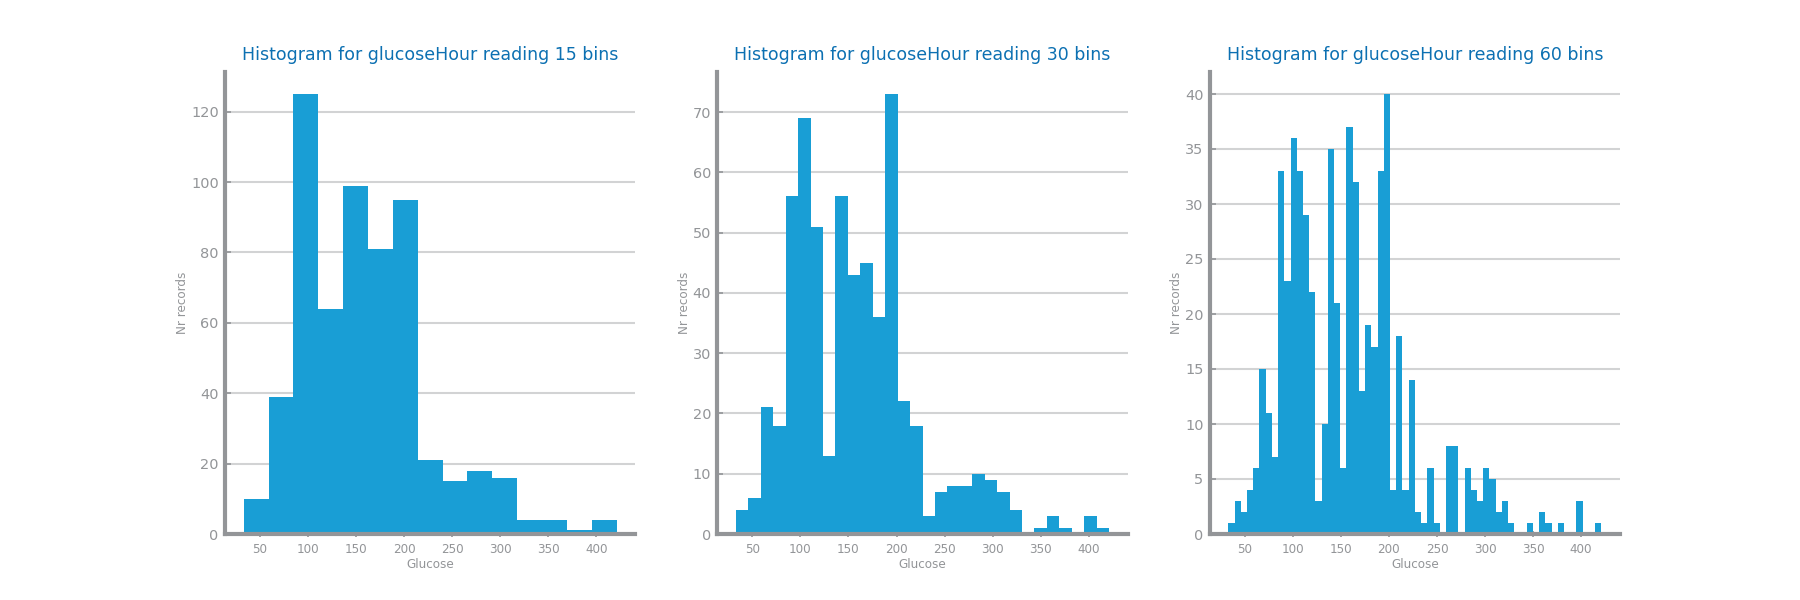 Histogram for glucoseHour reading 15 bins
Nr records
120
100
80
60
40
20
0
50 100 150 200 250 300 350 400
Glucose
Histogram for glucoseHour reading 30 bins
Nr records
70
60
50
40
30
20
10
0
50 100 150 200 250 300 350 400
Glucose
Histogram for glucoseHour reading 60 bins
Nr records
40
35
30
25
20
15
10
5
0
50 100 150 200 250 300 350 400
Glucose